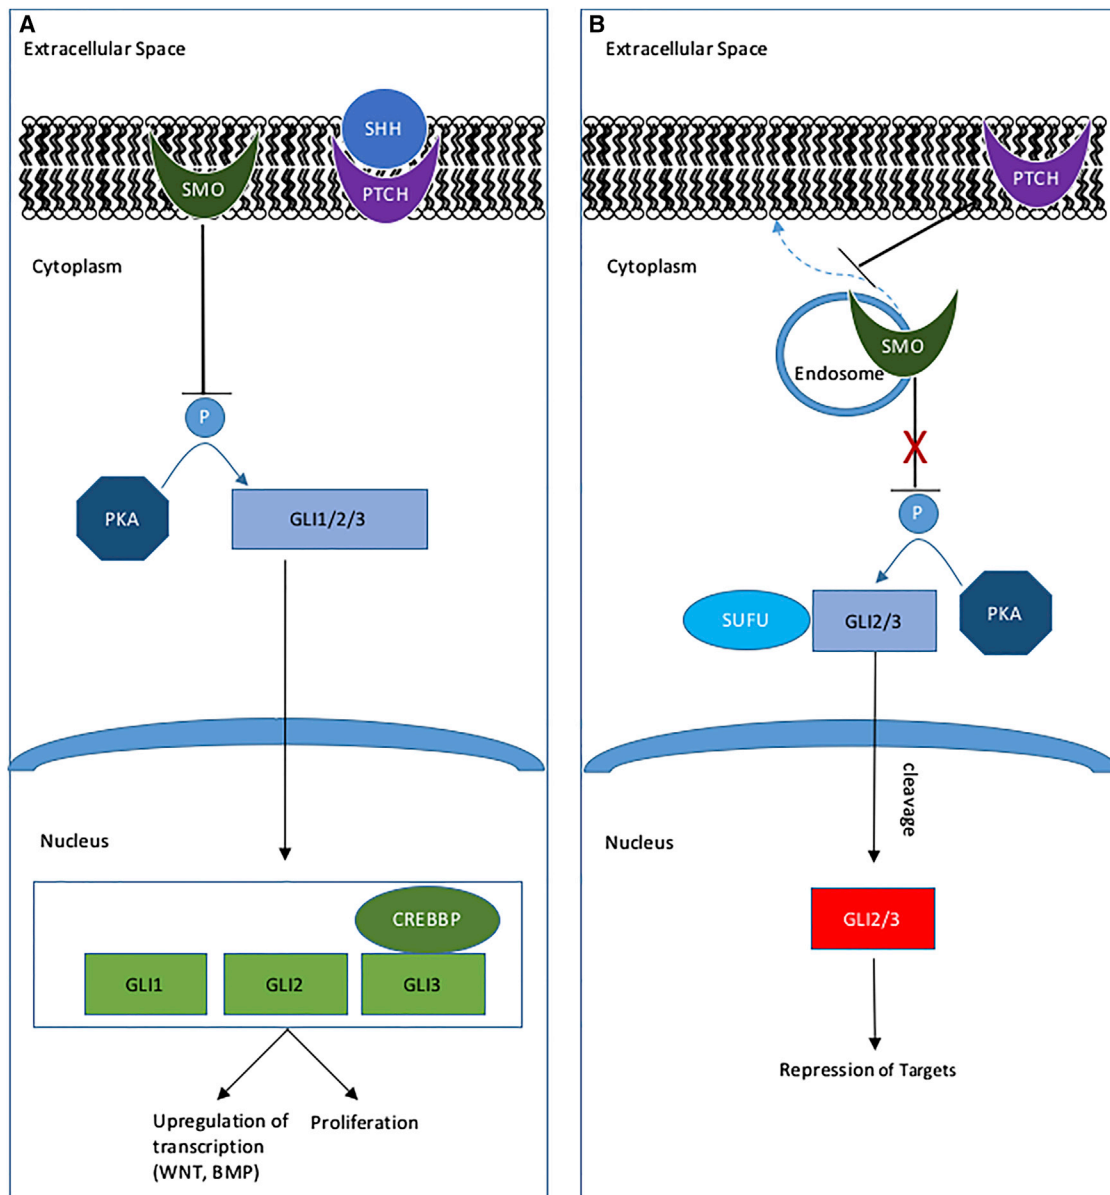 A
Extracellular Space
SHH
SMO
PTCH
Cytoplasm
P
PKA
GLI1/2/3
Nucleus
CREBBP
GLI1
GLI2
GLI3
Upregulation of
transcription
(WNT, BMP)
Proliferation
B
Extracellular Space
PTCH
Cytoplasm
SMO
Endosome
X
P
SUFU
GLI2/3
PKA
cleavage
Nucleus
GLI2/3
Repression of Targets